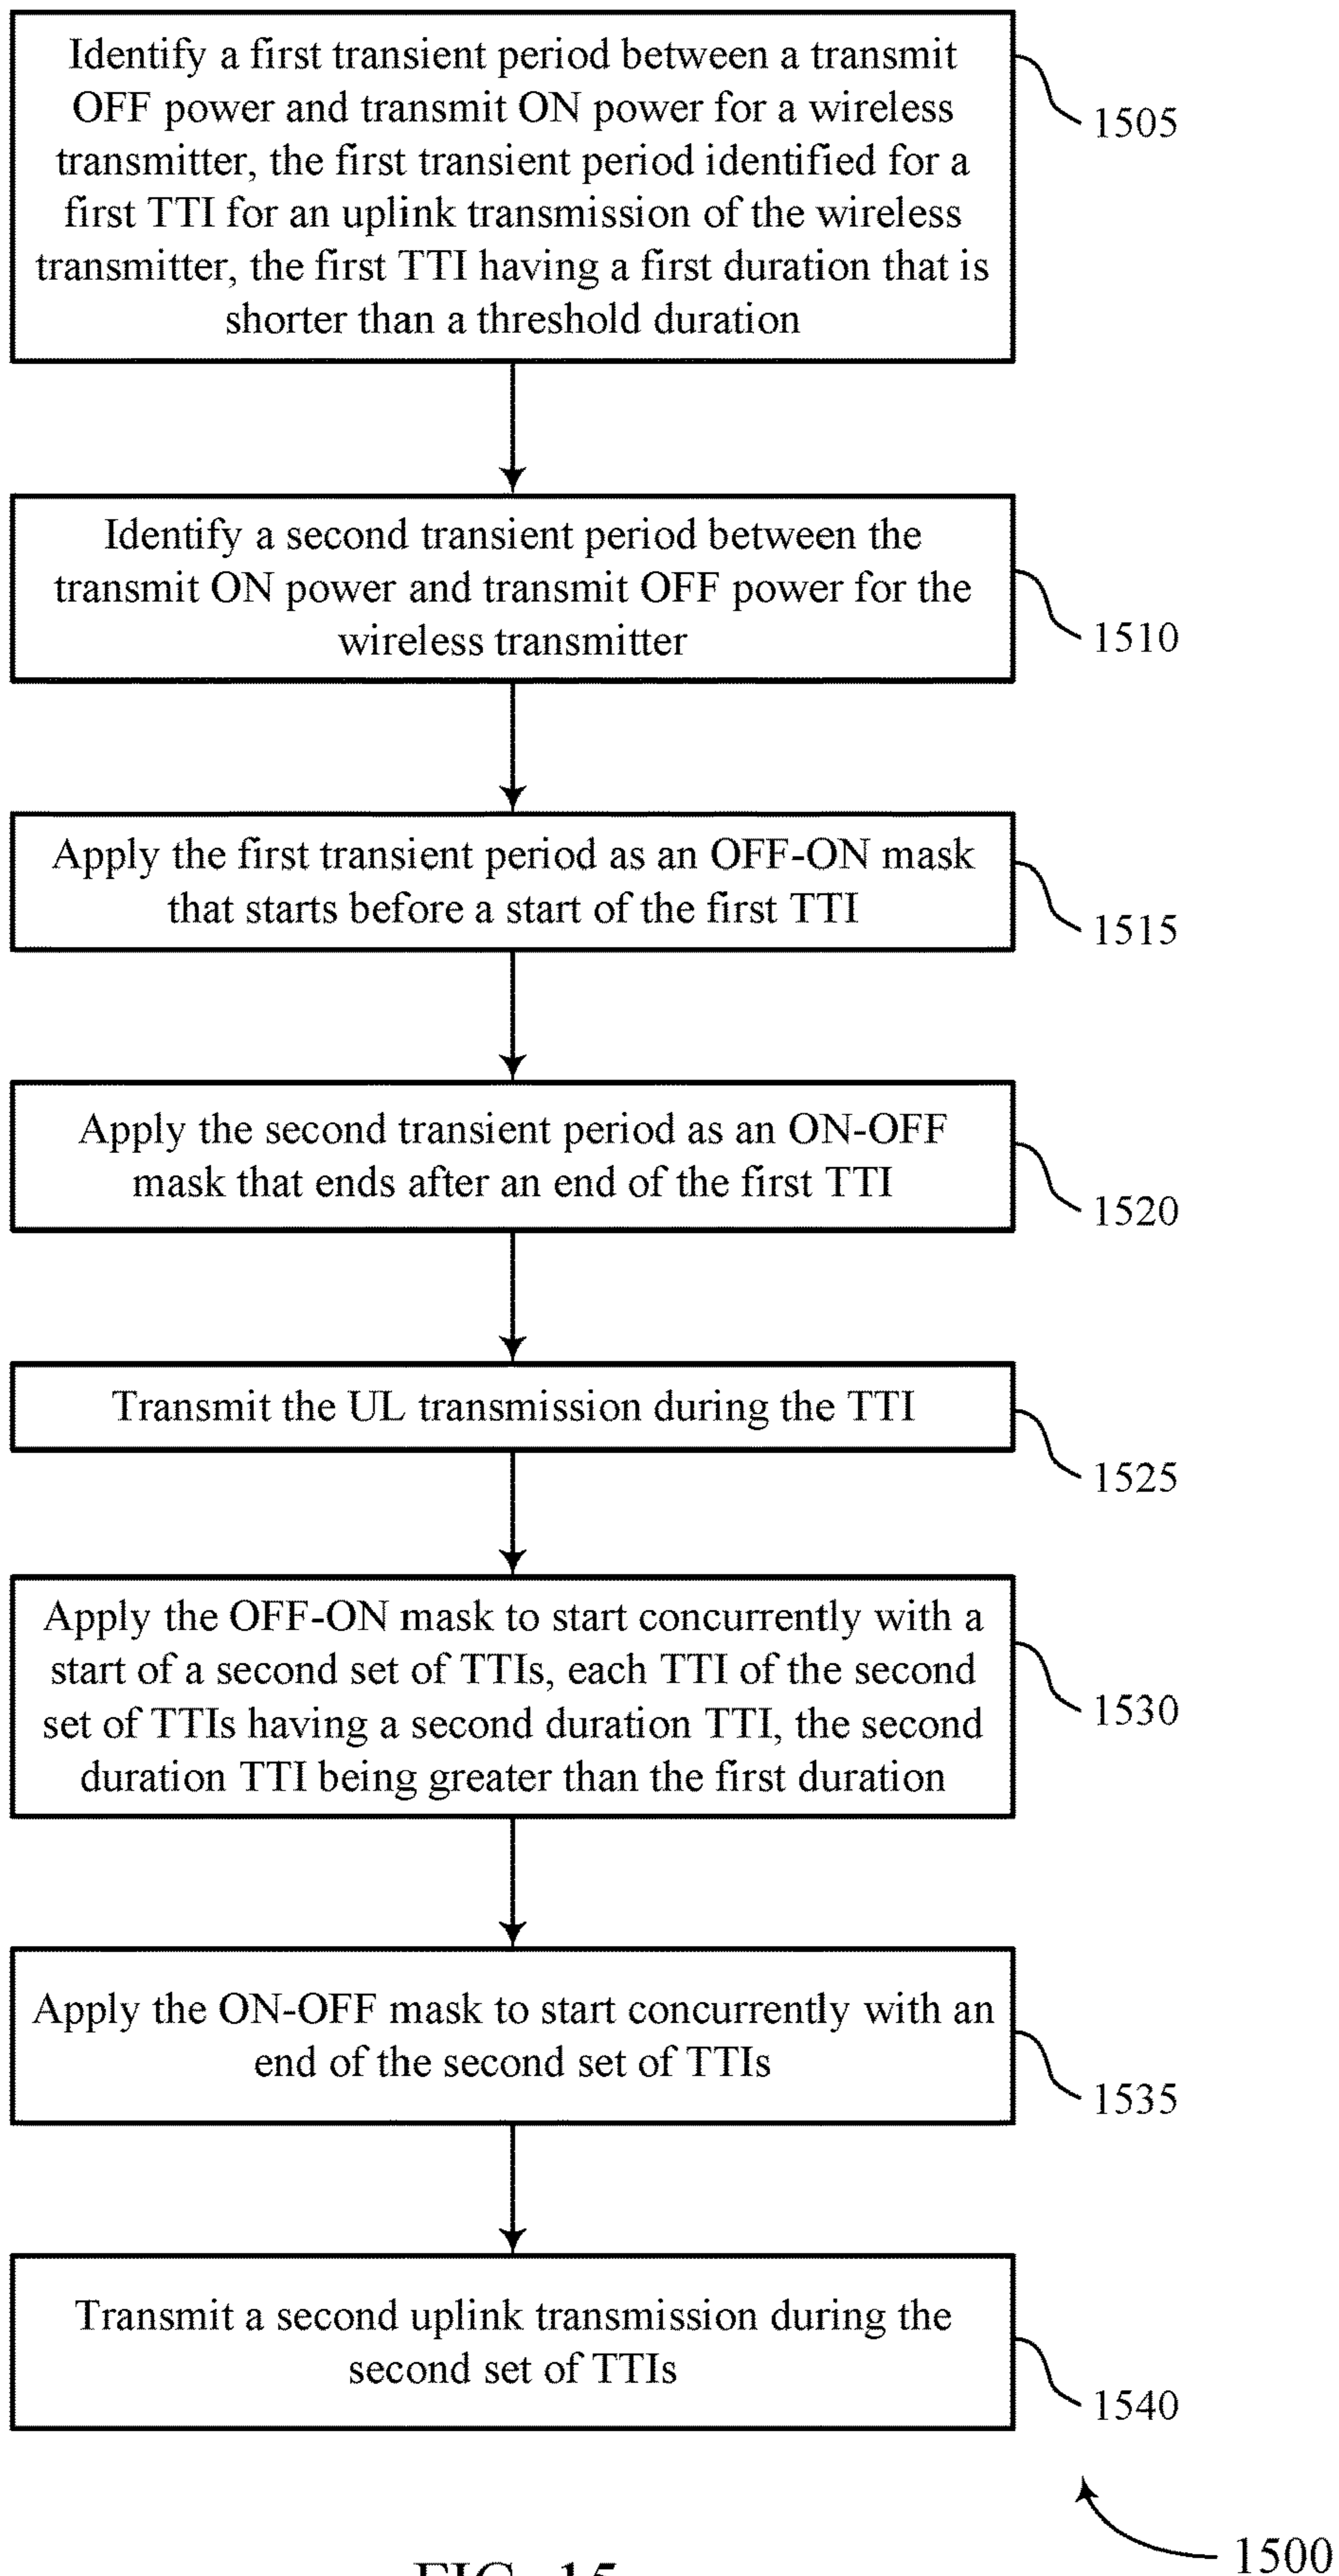 Identify a first transient period between a transmit
OFF power and transmit ON power for a wireless
transmitter, the first transient period identified for a
first TTI for an uplink transmission of the wireless
transmitter, the first TTI having a first duration that is
shorter than a threshold duration
1505
Identify a second transient period between the
transmit ON power and transmit OFF power for the
wireless transmitter
1510
Apply the first transient period as an OFF-ON mask
that starts before a start of the first TTI
1515
Apply the second transient period as an ON-OFF
mask that ends after an end of the first TTI
1520
Transmit the UL transmission during the TTI
1525
Apply the OFF-ON mask to start concurrently with a
start of a second set of TTIs, each TTI of the second
set of TTIs having a second duration TTI, the second
duration TTI being greater than the first duration
1530
Apply the ON-OFF mask to start concurrently with an
end of the second set of TTIs
1535
Transmit a second uplink transmission during the
second set of TTIs
1540
1500
FIG. 15